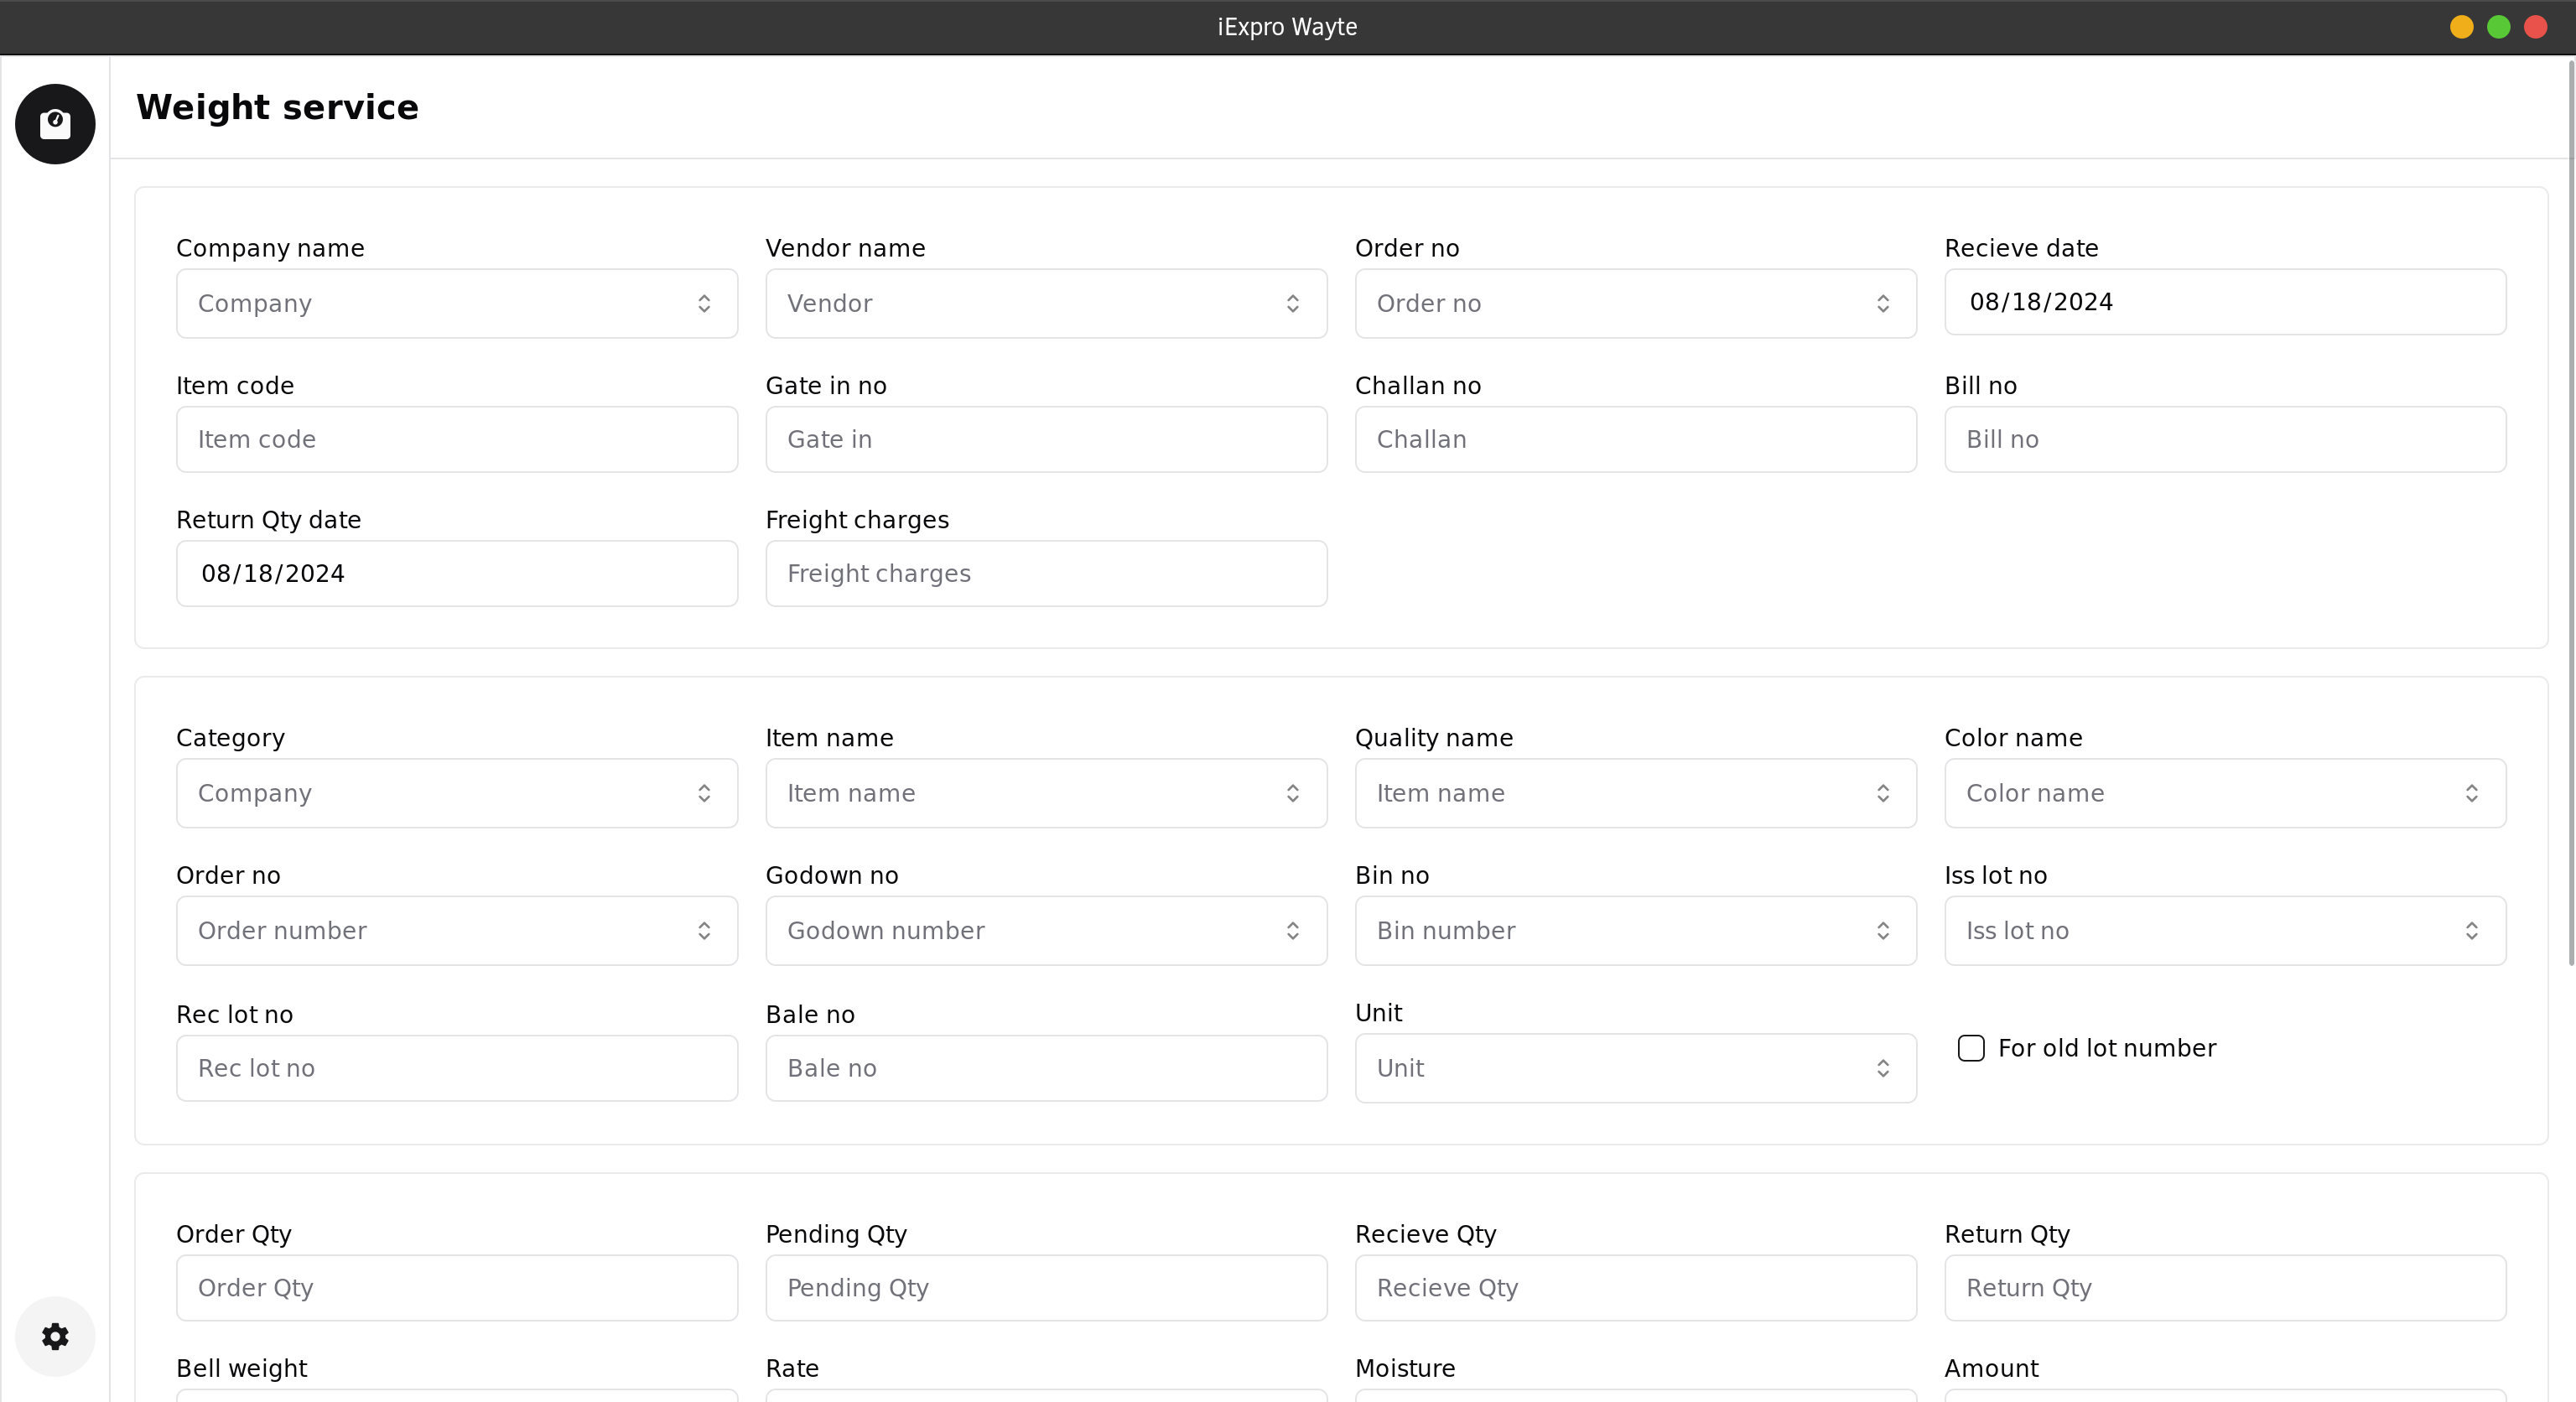 iExpro Wayte
Weight service
Company name Vendor name Order no Recieve date
Company Vendor Order no 08/18/2024
Item code Gate in no Challan no Bill no
Item code Gate in Challan Bill no
Return Qty date Freight charges
08/18/2024 Freight charges
Category Item name Quality name Color name
Company Item name Item name Color name
Order no Godown no Bin no Iss lot no
Order number Godown number Bin number Iss lot no
Rec lot no Bale no Unit
Rec lot no Bale no Unit For old lot number
Order Qty Pending Qty Recieve Qty Return Qty
Order Qty Pending Qty Recieve Qty Return Qty
Bell weight Rate Moisture Amount